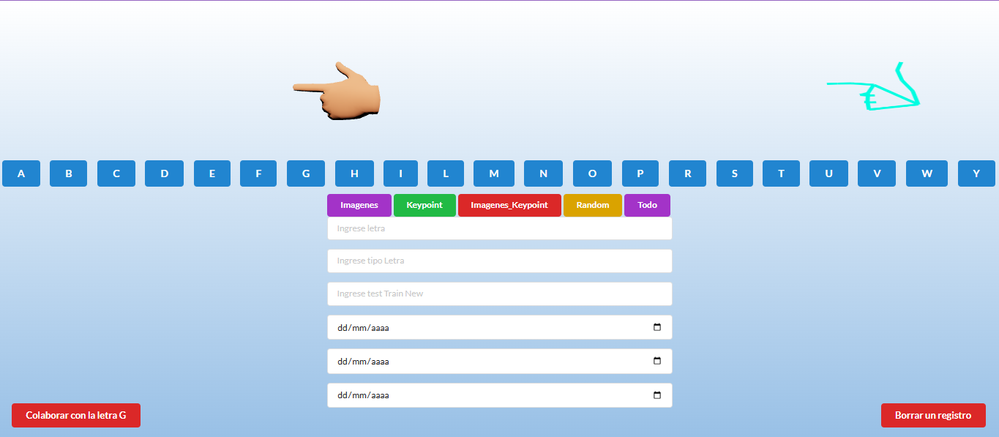 A B C D E F G H I L M N O P R S T U V W Y
Imagenes Keypoint Imagenes_Keypoint Random Todo
Ingrese letra
Ingrese tipo Letra
Ingrese test Train New
dd/mm/aaaa
dd/mm/aaaa
dd/mm/aaaa
Colaborar con la letra G Borrar un registro